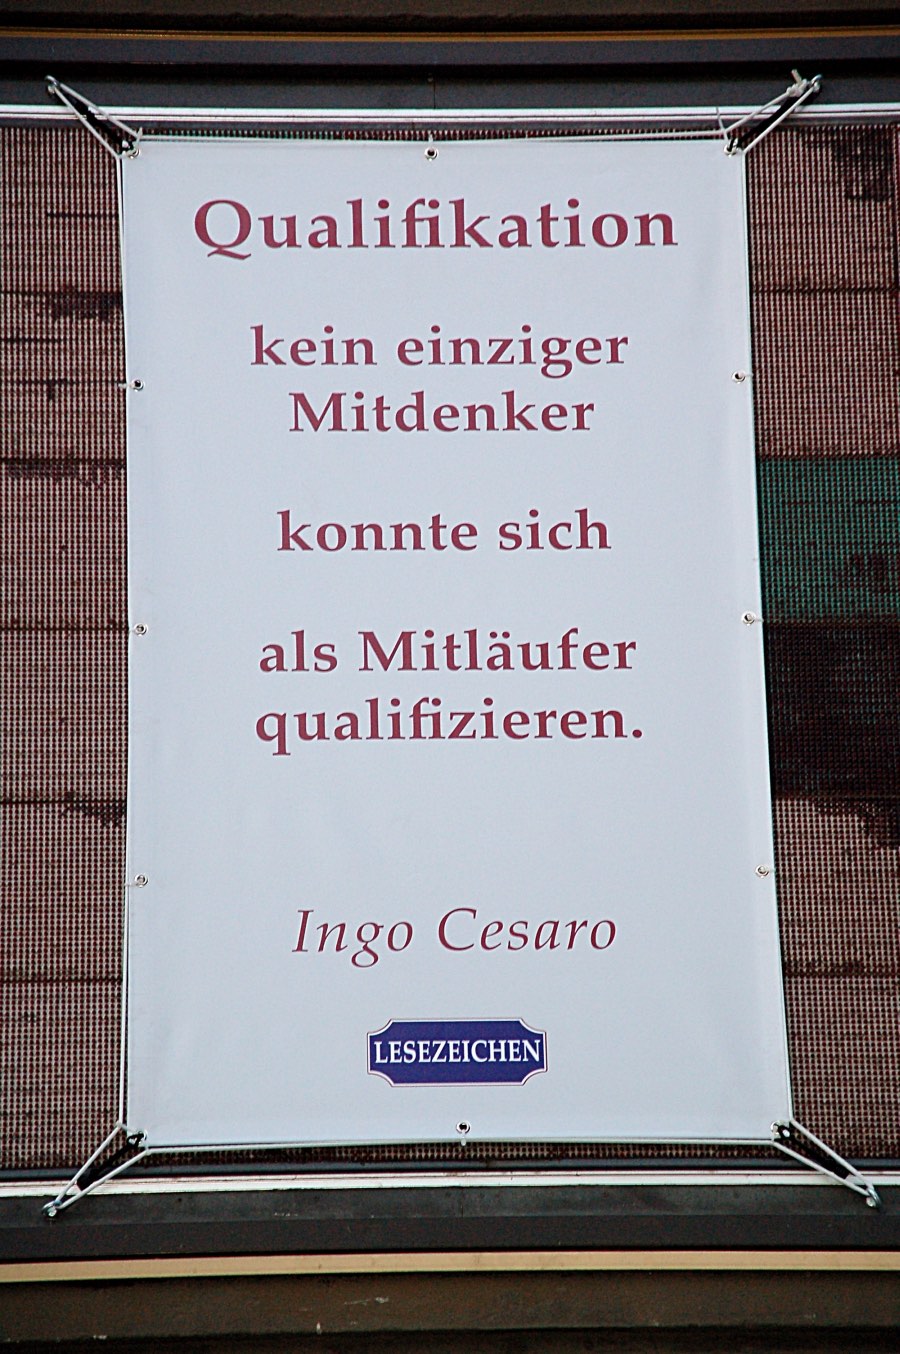 Qualifikation
kein einziger
Mitdenker
konnte sich
als Mitläufer
qualifizieren.
Ingo Cesaro
LESEZEICHEN